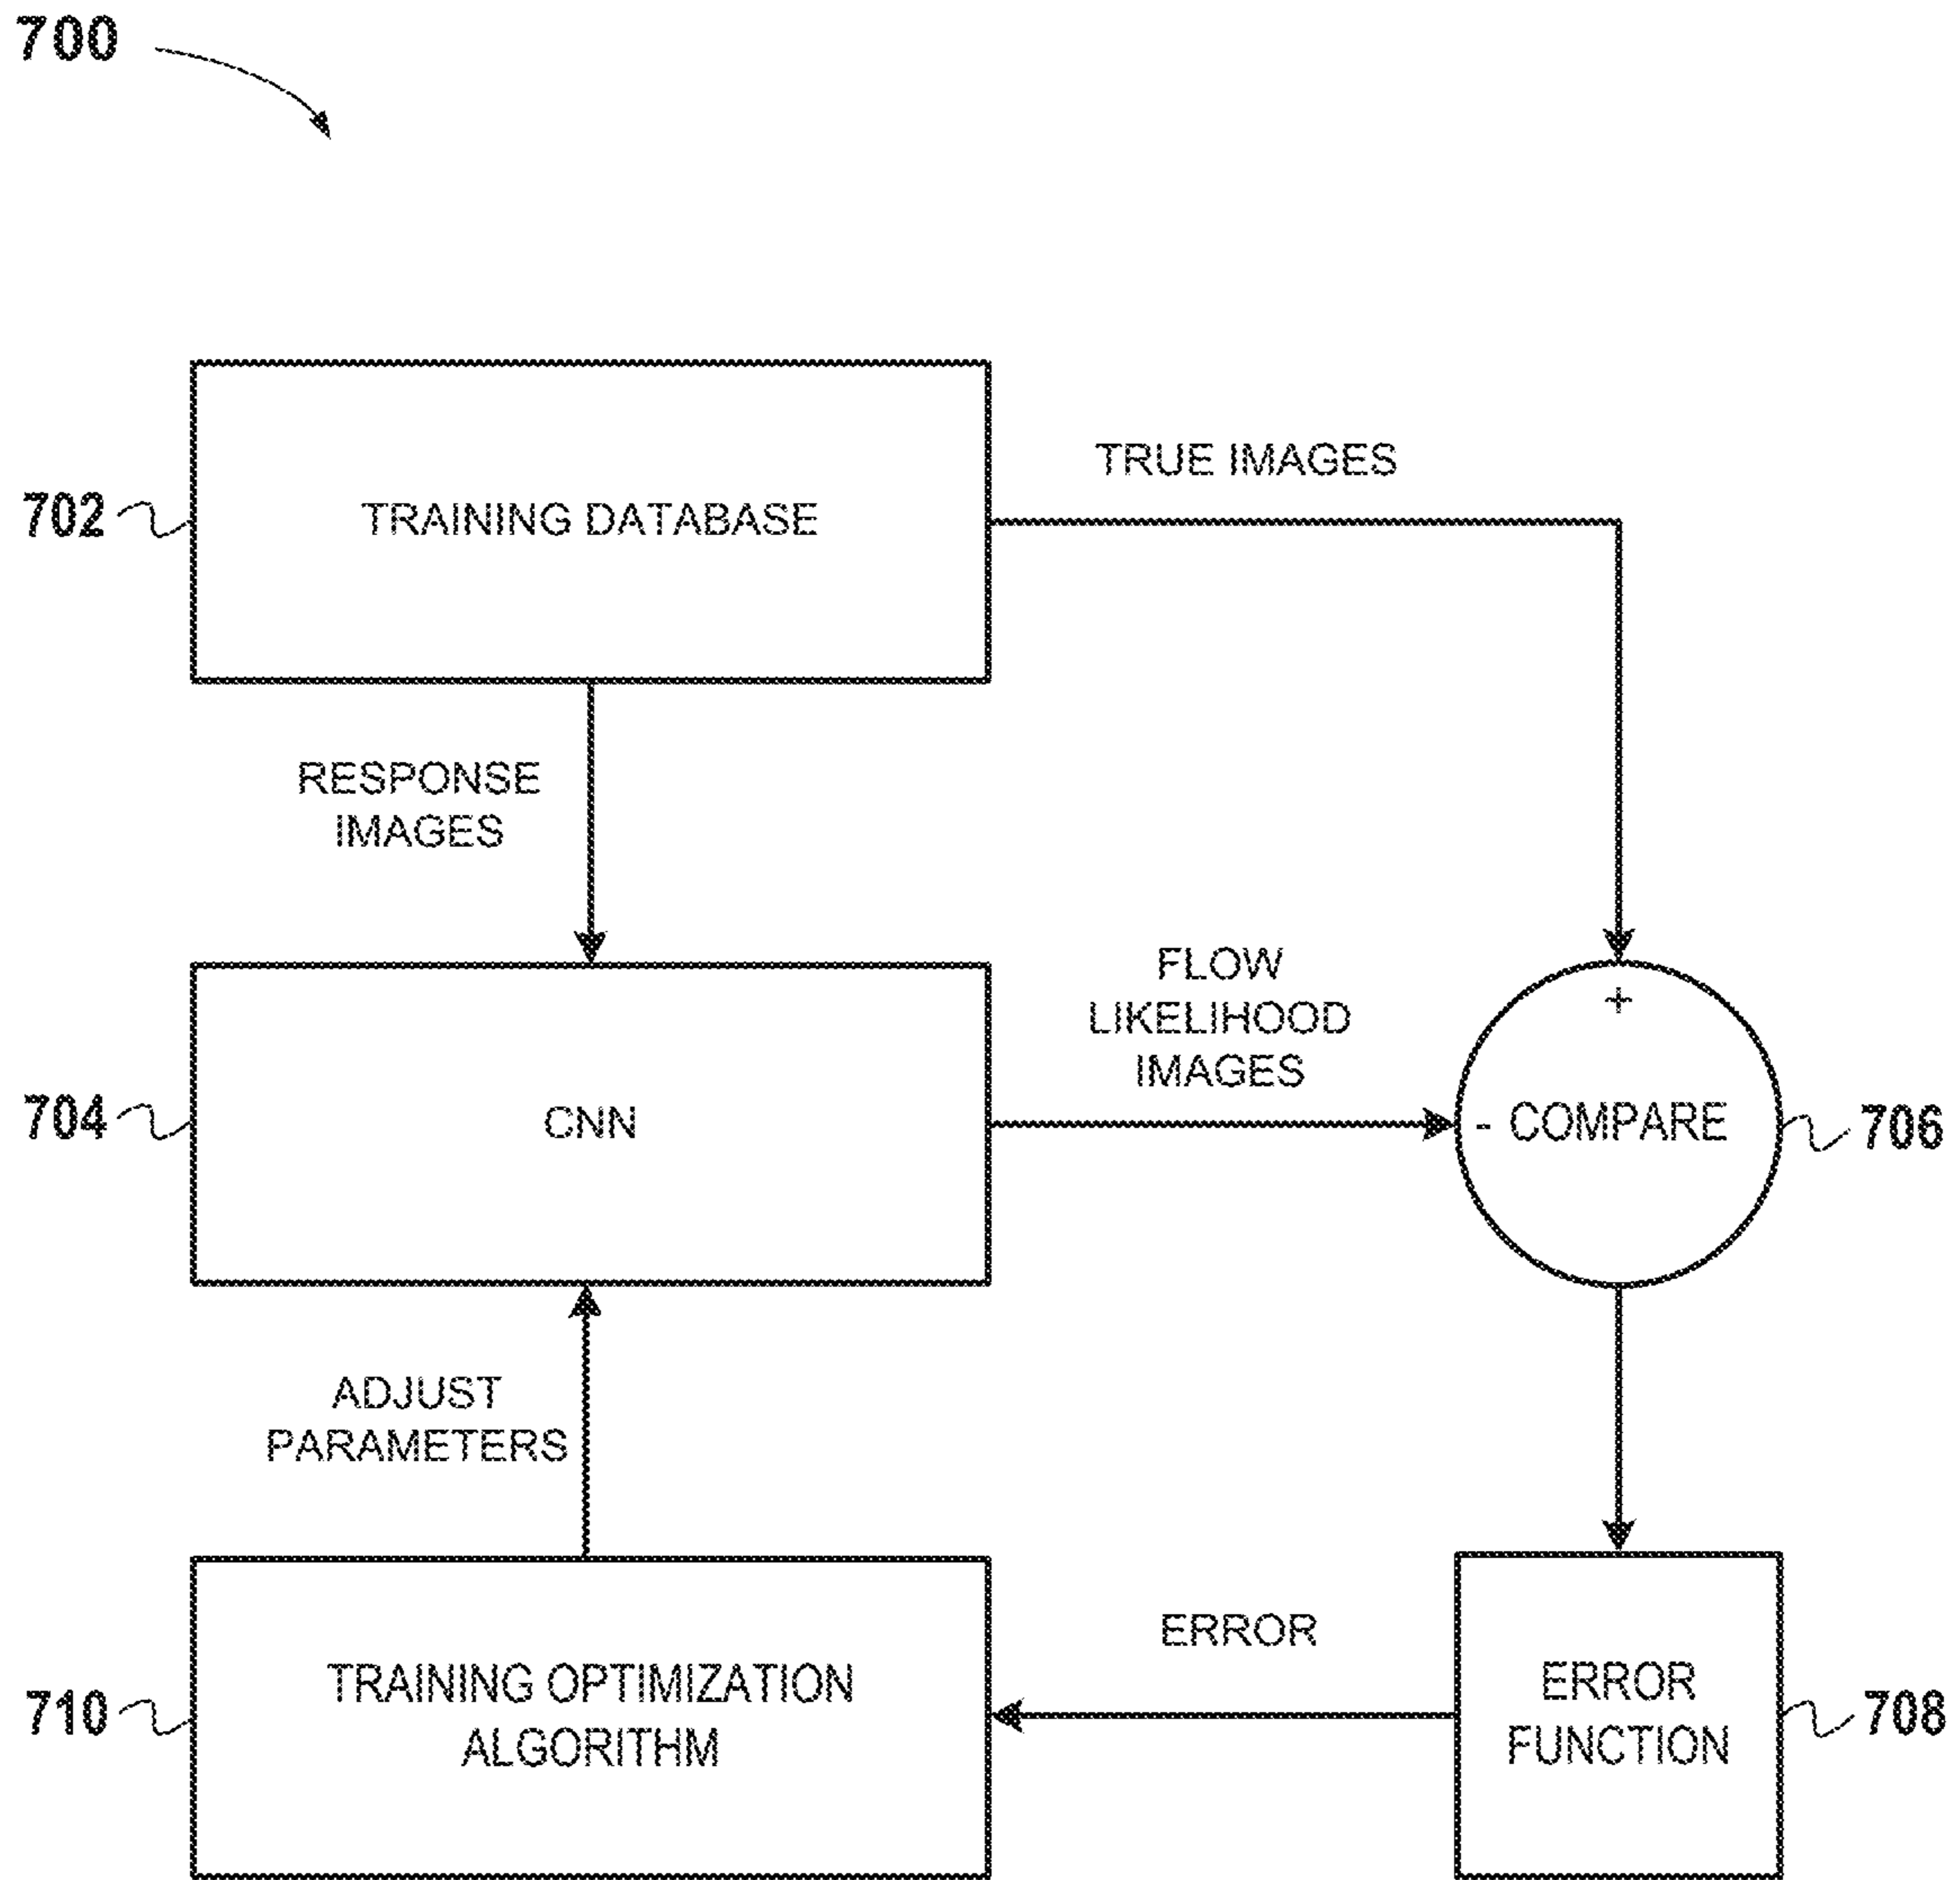 700
702
TRAINING DATABASE
TRUE IMAGES
RESPONSE
IMAGES
704
CNN
FLOW
LIKELIHOOD
IMAGES
+
- COMPARE
706
ADJUST
PARAMETERS
710
TRAINING OPTIMIZATION
ALGORITHM
ERROR
ERROR
FUNCTION
708